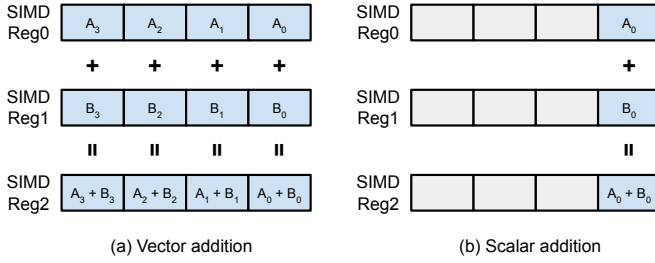 SIMD Reg0 A₃ A₂ A₁ A₀
+ + + +
SIMD Reg1 B₃ B₂ B₁ B₀
= = = =
SIMD Reg2 A₃ + B₃ A₂ + B₂ A₁ + B₁ A₀ + B₀
(a) Vector addition
SIMD Reg0 A₀
+
SIMD Reg1 B₀
=
SIMD Reg2 A₀ + B₀
(b) Scalar addition